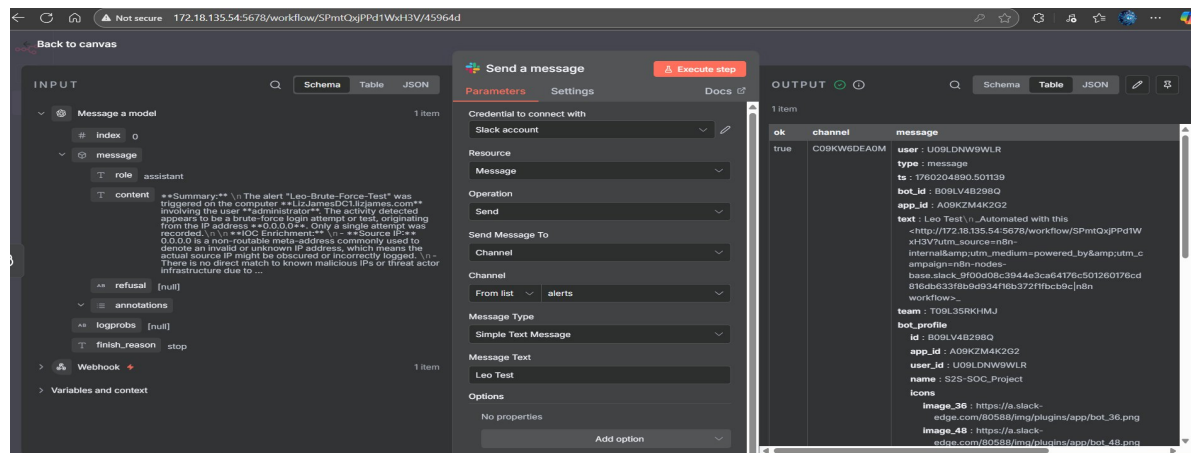 Not secure 172.18.135.54:5678/workflow/SPmtQxjPPd1WxH3V/45964d
Back to canvas
INPUT
Schema Table JSON
Message a model 1 item
# index 0
message
T role assistant
T content **Summary:** \n The alert "Leo-Brute-Force-Test" was
triggered on the computer **LizJamesDC1.lizjames.com**
involving the user **administrator**. The activity detected
appears to be a brute-force login attempt or test, originating
from the IP address **0.0.0.0**. Only a single attempt was
recorded.\n \n **IOC Enrichment:** \n - **Source IP:**
0.0.0.0 is a non-routable meta-address commonly used to
denote an invalid or unknown IP address, which means the
actual source IP might be obscured or incorrectly logged. \n -
There is no direct match to known malicious IPs or threat actor
infrastructure due to ...
refusal [null]
annotations
logprobs [null]
T finish_reason stop
Webhook 1 item
Variables and context
Send a message Execute step
Parameters Settings Docs
Credential to connect with
Slack account
Resource
Message
Operation
Send
Send Message To
Channel
Channel
From list alerts
Message Type
Simple Text Message
Message Text
Leo Test
Options
No properties
Add option
OUTPUT
Schema Table JSON
1 item
ok channel message
true C09KW6DEA0M user : U09LDNW9WLR
type : message
ts : 1760204890.501139
bot_id : B09LV4B298Q
app_id : A09KZM4K2G2
text : Leo Test\n _Automated with this
<http://172.18.135.54:5678/workflow/SPmtQxjPPd1W
xH3V?utm_source=n8n-
internal&amp;utm_medium=powered_by&amp;utm_c
ampaign=n8n-nodes-
base.slack_9f00d08c3944e3ca64176c501260176cd
816db633f8b9d934f16b372f1fbcb9c|n8n
workflow>_
team : T09L35RKHMJ
bot_profile
id : B09LV4B298Q
app_id : A09KZM4K2G2
user_id : U09LDNW9WLR
name : S2S-SOC_Project
icons
image_36 : https://a.slack-
edge.com/80588/img/plugins/app/bot_36.png
image_48 : https://a.slack-
edge.com/80588/img/plugins/app/bot_48.png